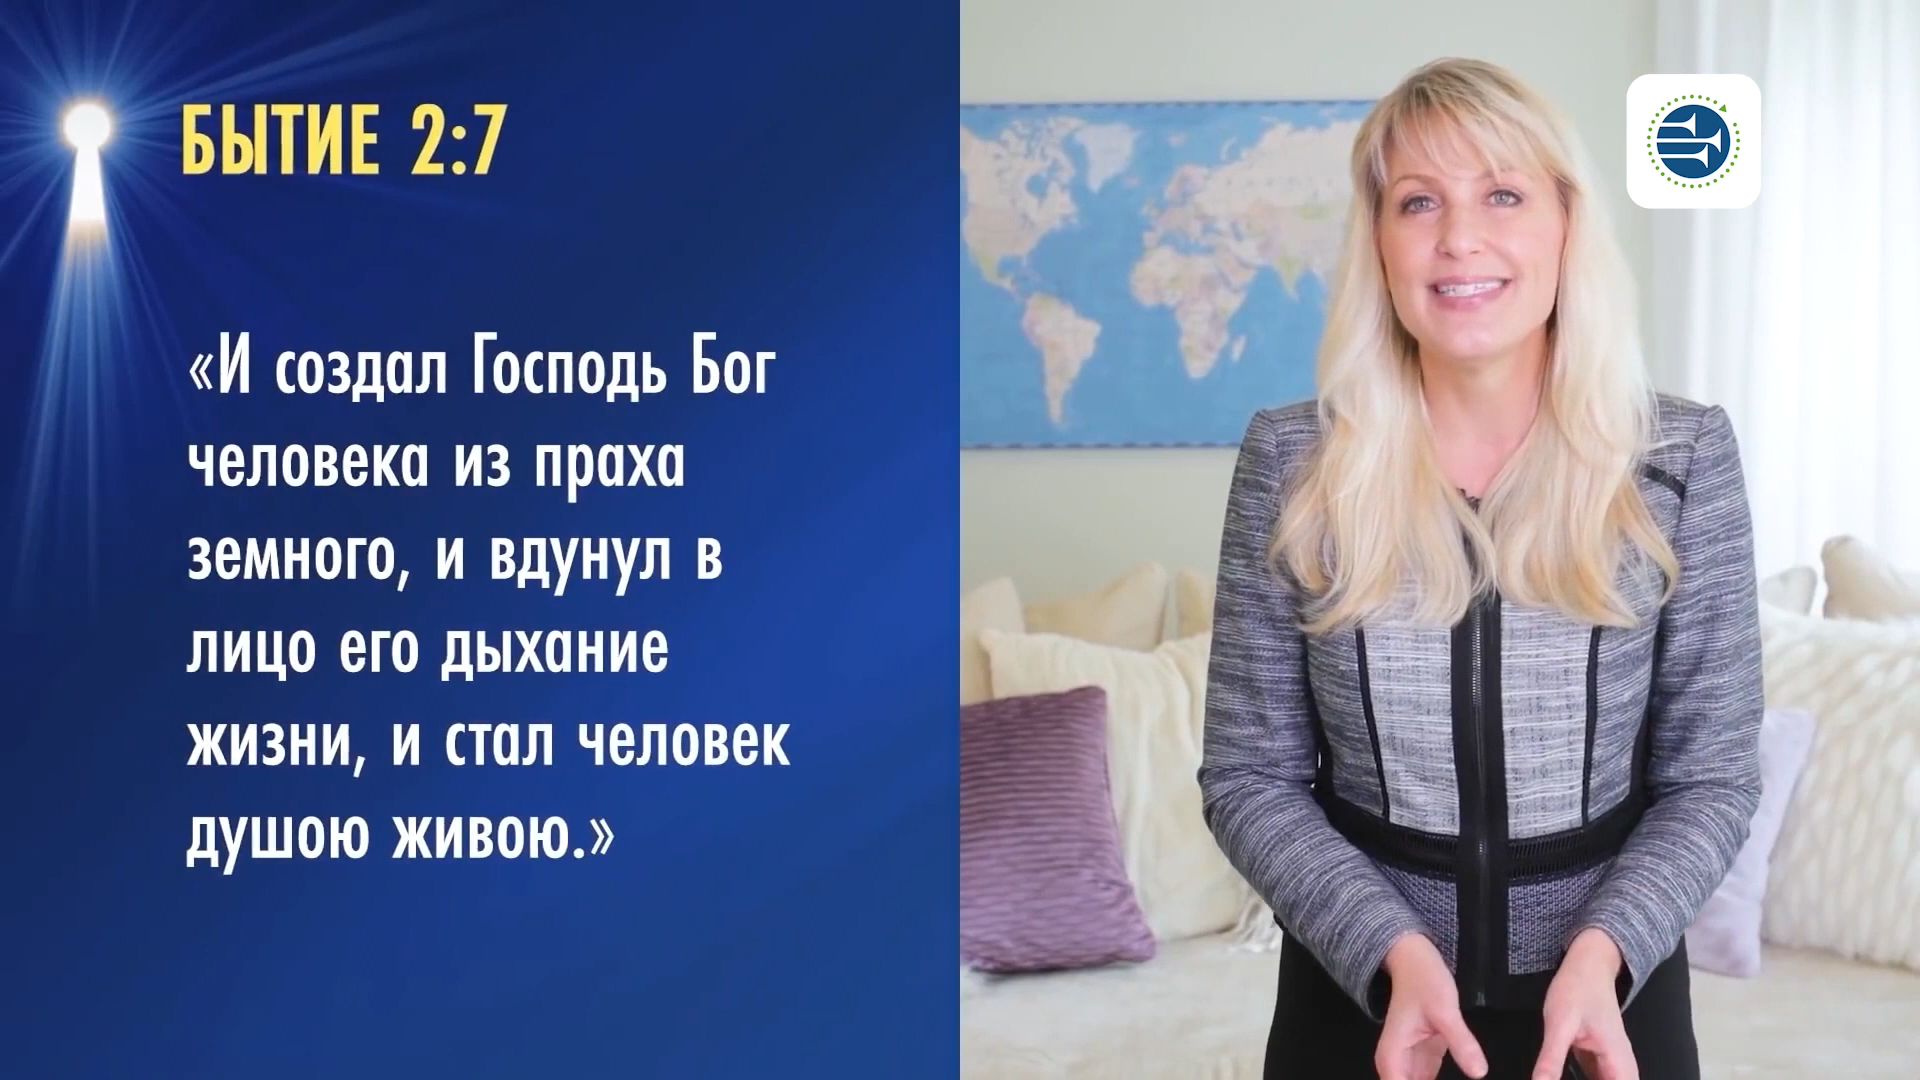 БЫТИЕ 2:7
«И создал Господь Бог
человека из праха
земного, и вдунул в
лицо его дыхание
жизни, и стал человек
душою живою.»